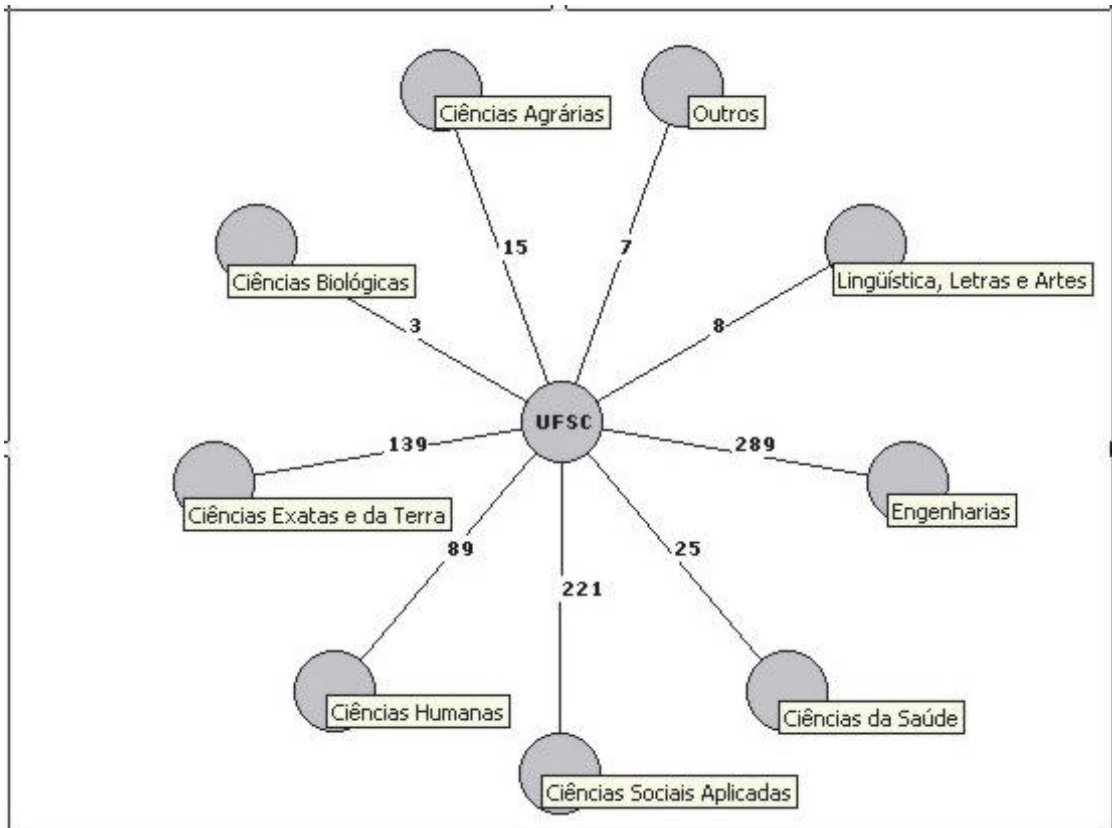 Ciências Agrárias
Outros
Ciências Biológicas
Lingüística, Letras e Artes
15
7
3
8
UFSC
139
289
Ciências Exatas e da Terra
Engenharias
89
25
221
Ciências Humanas
Ciências da Saúde
Ciências Sociais Aplicadas